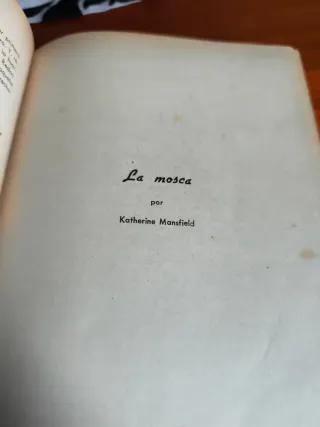 La mosca
por
Katherine Mansfield